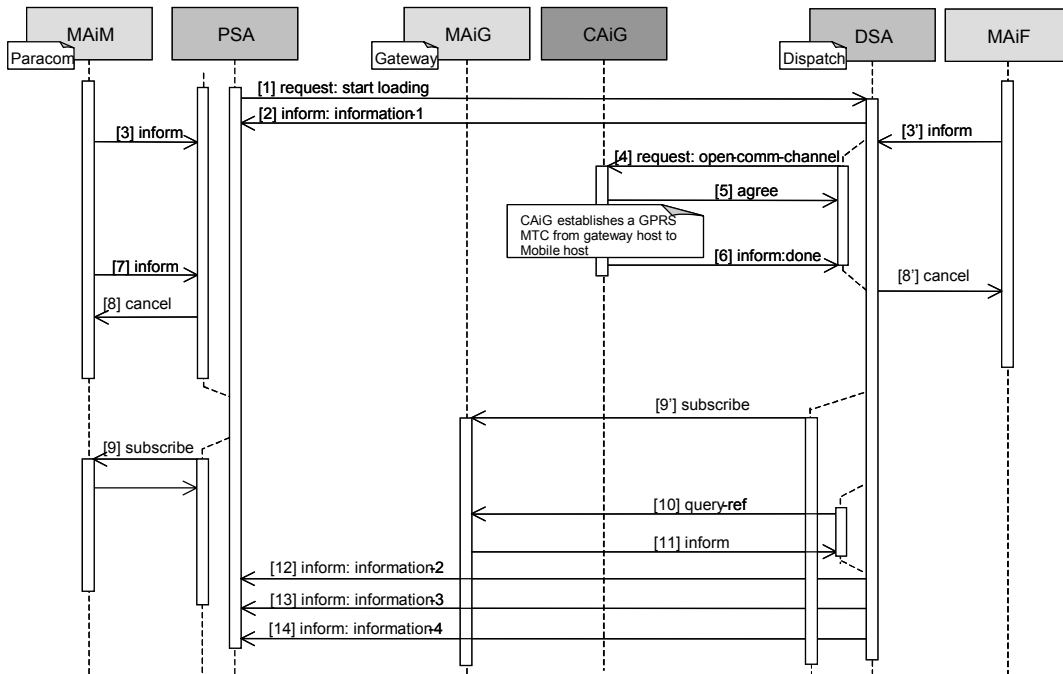 MAiM
PSA
MAiG
CAiG
DSA
MAiF
Paracom
Gateway
Dispatch
[1] request: start loading
[2] inform: information-1
[3] inform
[3'] inform
[4] request: open-comm-channel
[5] agree
CAiG establishes a GPRS
MTC from gateway host to
Mobile host
[6] inform:done
[7] inform
[8'] cancel
[8] cancel
[9'] subscribe
[9] subscribe
[10] query-ref
[11] inform
[12] inform: information-2
[13] inform: information-3
[14] inform: information-4